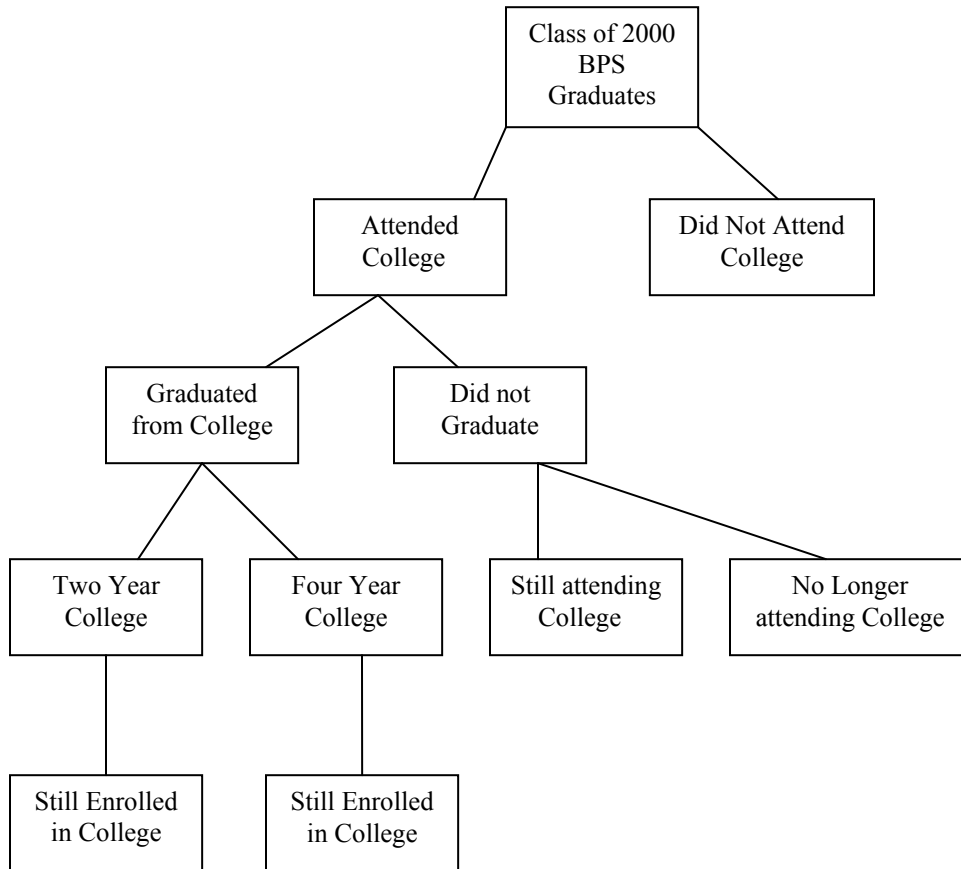 Class of 2000
BPS
Graduates
Attended
College
Did Not Attend
College
Graduated
from College
Did not
Graduate
Two Year
College
Four Year
College
Still attending
College
No Longer
attending College
Still Enrolled
in College
Still Enrolled
in College